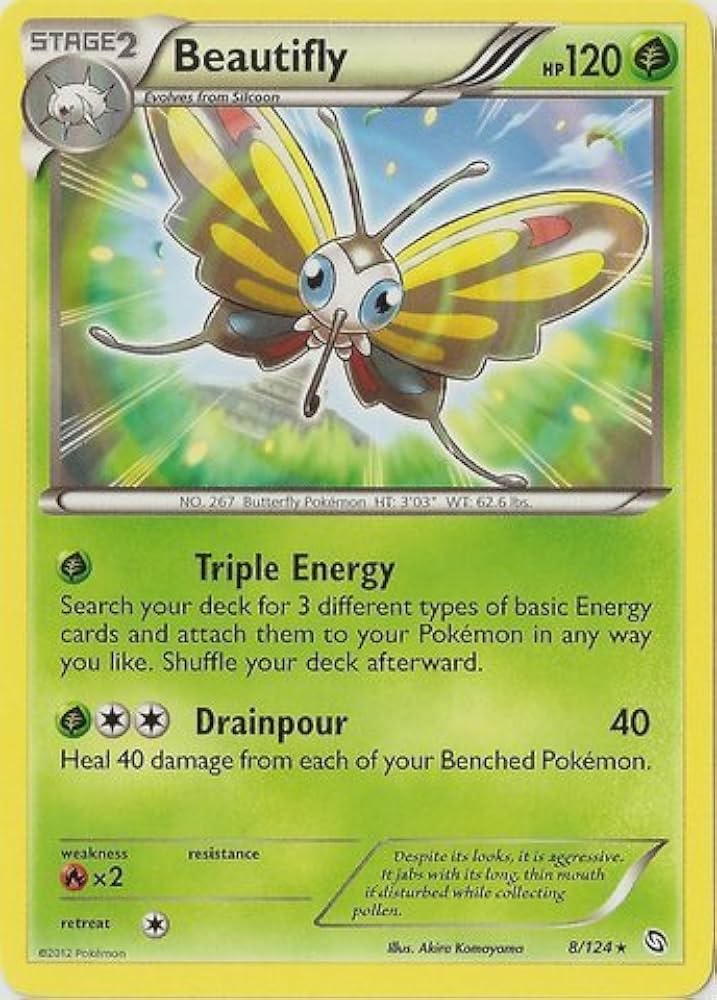 STAGE2 Beautifly HP120
Evolves from Silcoon
NO. 267 Butterfly Pokémon HT: 3'03" WT: 62.6 lbs.
Triple Energy
Search your deck for 3 different types of basic Energy
cards and attach them to your Pokémon in any way
you like. Shuffle your deck afterward.
Drainpour 40
Heal 40 damage from each of your Benched Pokémon.
weakness resistance
×2
retreat
Despite its looks, it is aggressive.
It jabs with its long, thin mouth
if disturbed while collecting
pollen.
©2012 Pokémon Illus. Akira Komayama 8/124 ★